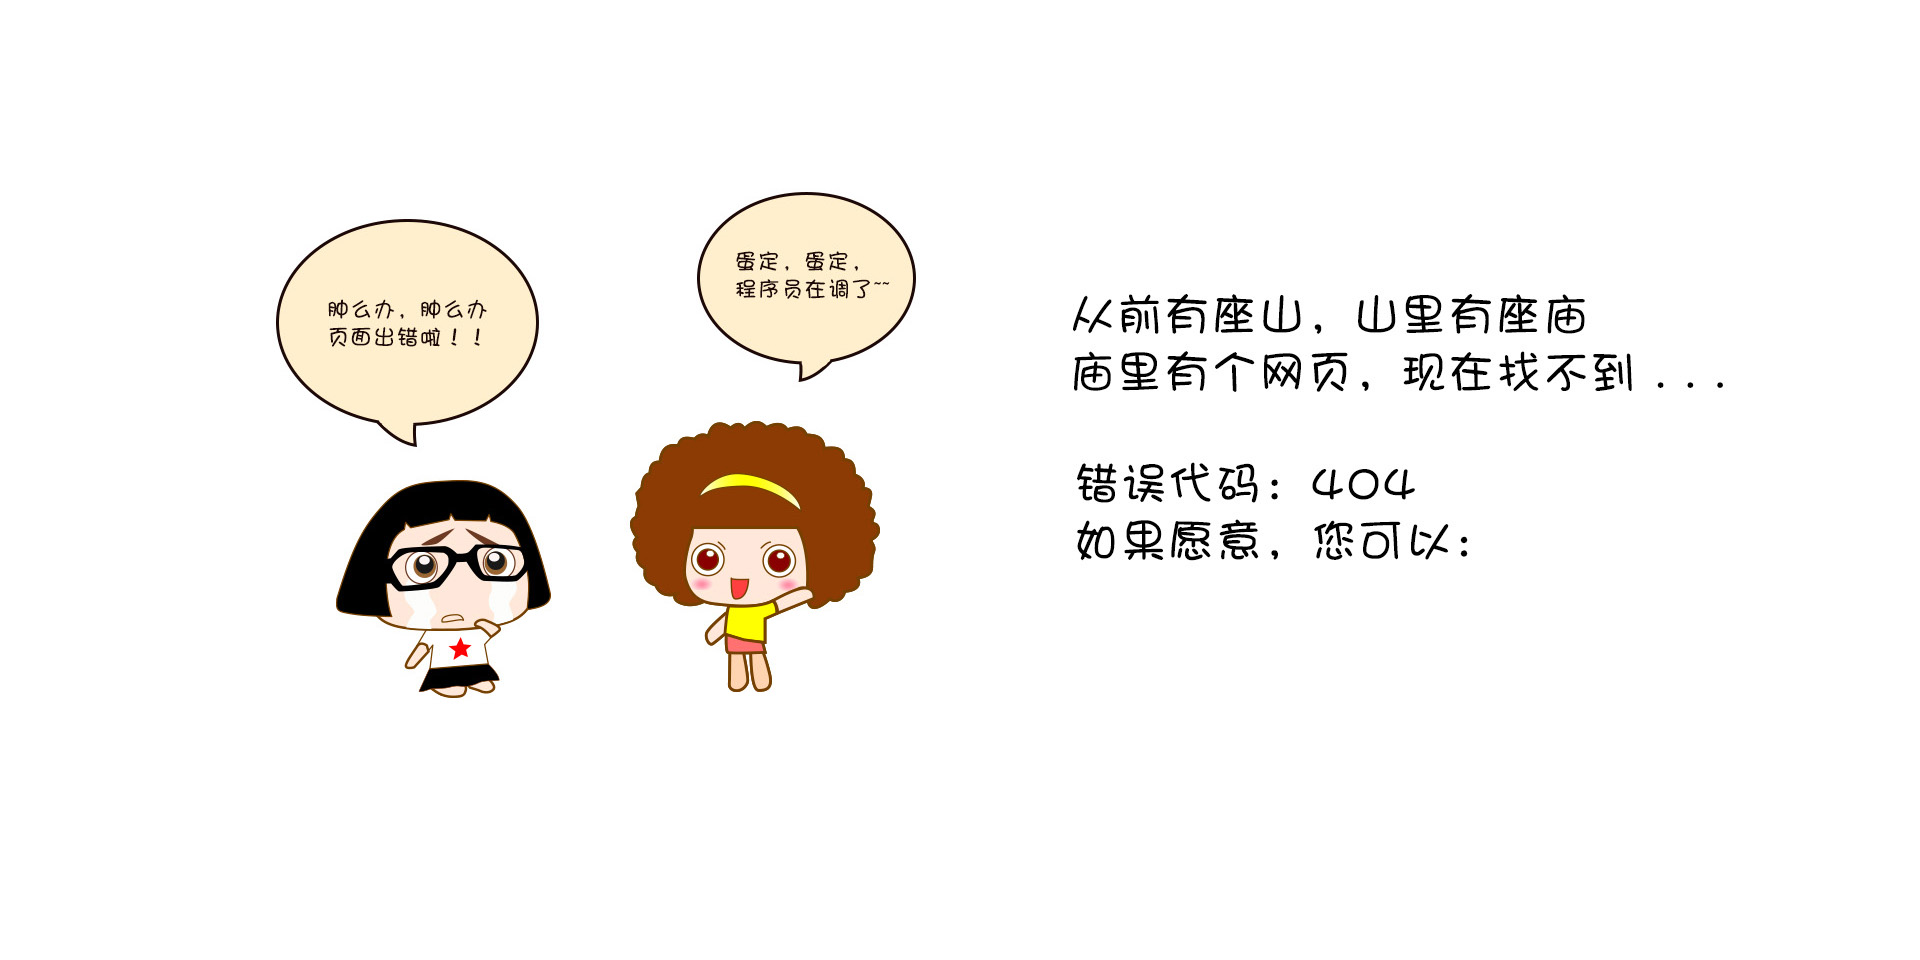 肿么办，肿么办
页面出错啦！！
蛋定，蛋定，
程序员在调了~~
从前有座山，山里有座庙
庙里有个网页，现在找不到...
错误代码：404
如果愿意，您可以：